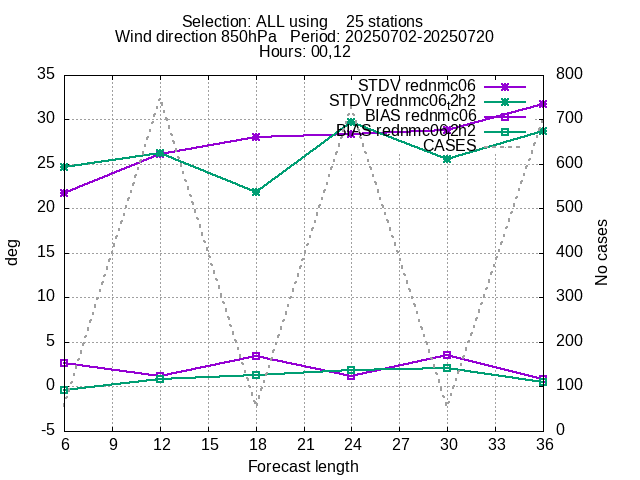 Selection: ALL using 25 stations
Wind direction 850hPa Period: 20250702-20250720
Hours: 00,12
35 800
STDV rednmc06
STDV rednmc06t2h2
30 700
BIAS rednmc06
BIAS rednmc06t2h2
CASES
25 600
20 500
15 400
10 300
5 200
0 100
-5 0
deg
No cases
6 9 12 15 18 21 24 27 30 33 36
Forecast length